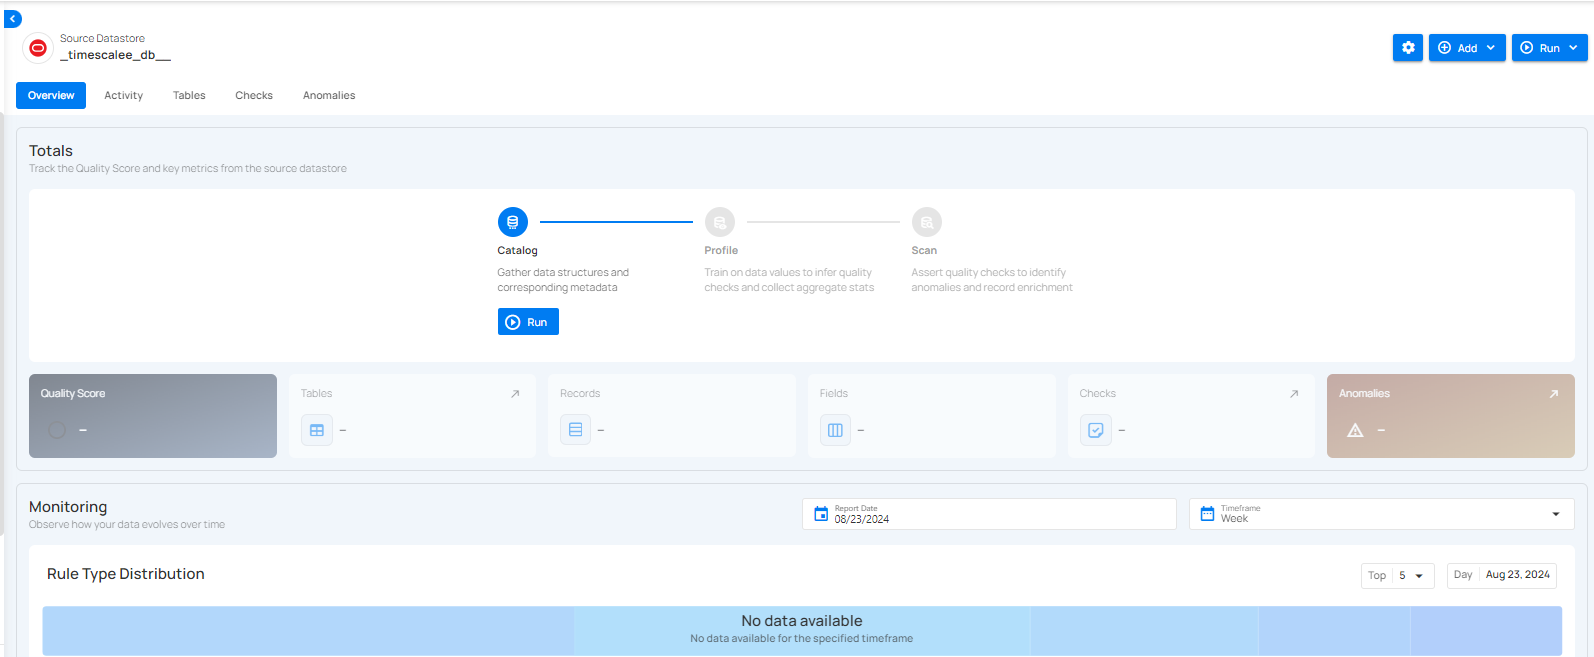 Source Datastore
_timescalee_db__
Add
Run
Overview
Activity
Tables
Checks
Anomalies
Totals
Track the Quality Score and key metrics from the source datastore
Catalog
Gather data structures and
corresponding metadata
Run
Profile
Train on data values to infer quality
checks and collect aggregate stats
Scan
Assert quality checks to identify
anomalies and record enrichment
Quality Score
–
Tables
–
Records
–
Fields
–
Checks
–
Anomalies
–
Monitoring
Observe how your data evolves over time
Report Date
08/23/2024
Timeframe
Week
Rule Type Distribution
Top 5
Day Aug 23, 2024
No data available
No data available for the specified timeframe